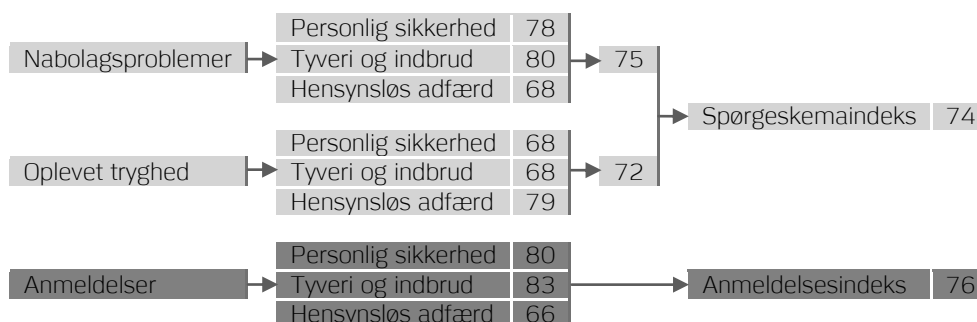 Personlig sikkerhed 78
Nabolagsproblemer Tyveri og indbrud 80 75
Hensynsløs adfærd 68
Spørgeskemaindeks 74
Personlig sikkerhed 68
Oplevet tryghed Tyveri og indbrud 68 72
Hensynsløs adfærd 79
Personlig sikkerhed 80
Anmeldelser Tyveri og indbrud 83 Anmeldelsesindeks 76
Hensynsløs adfærd 66